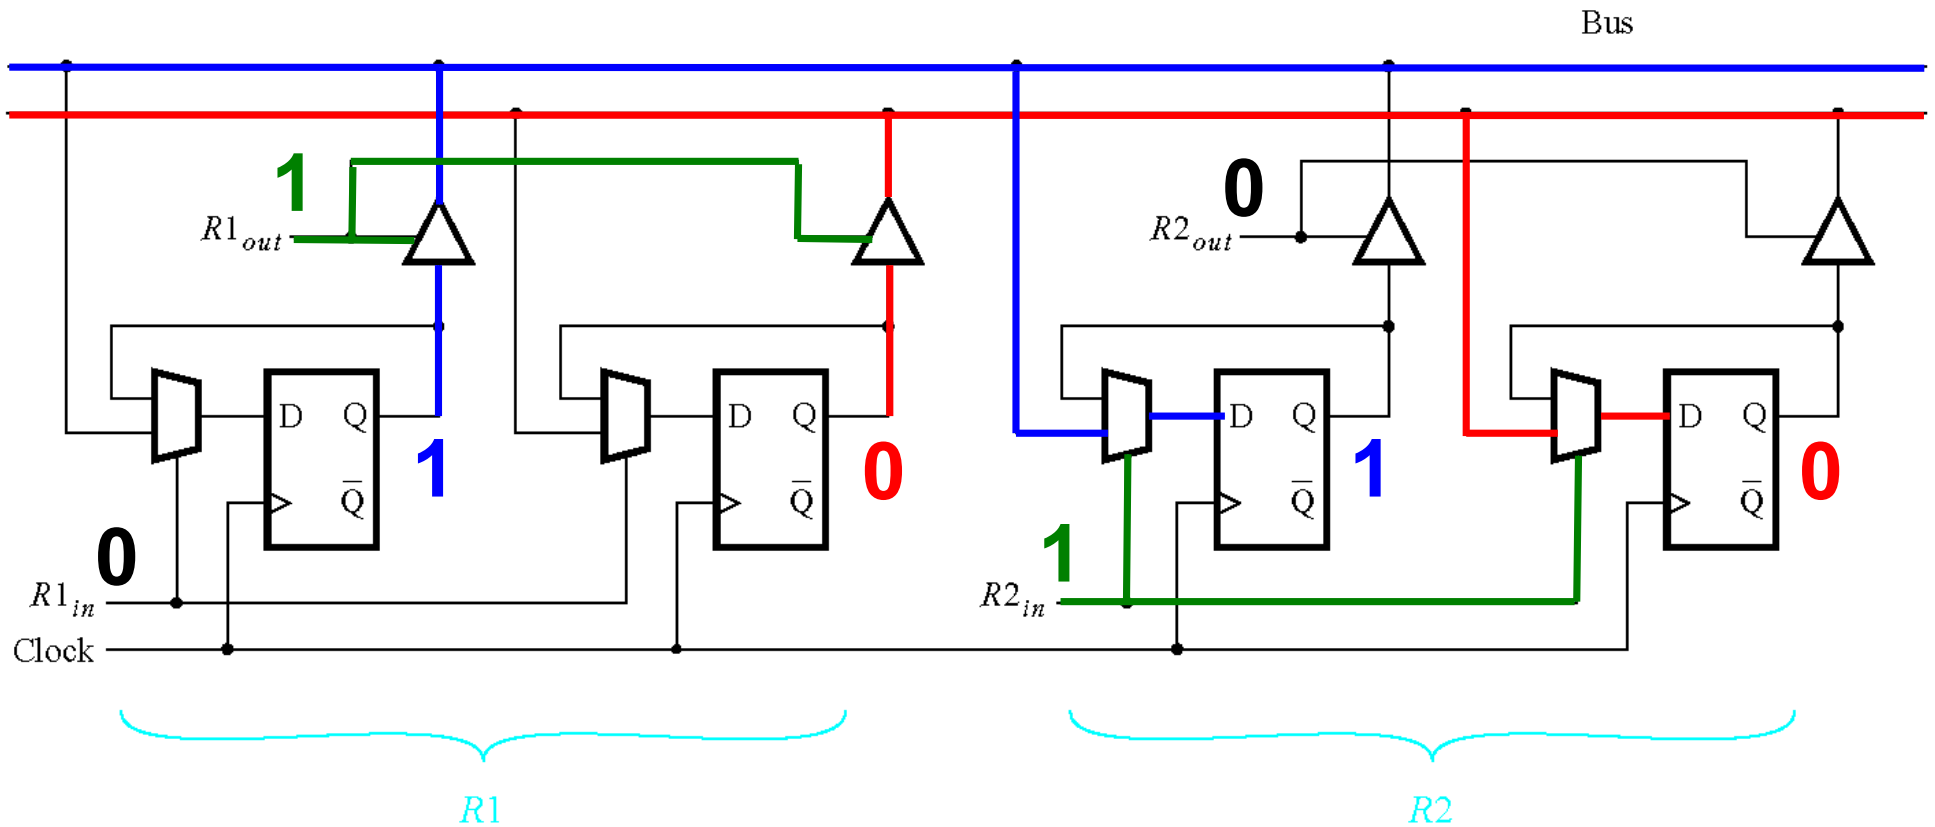 Bus
1
0
R1out
R2out
D Q
D Q
D Q
D Q
1
0
1
0
Q̅
Q̅
Q̅
Q̅
0
1
R1in
R2in
Clock
R1
R2